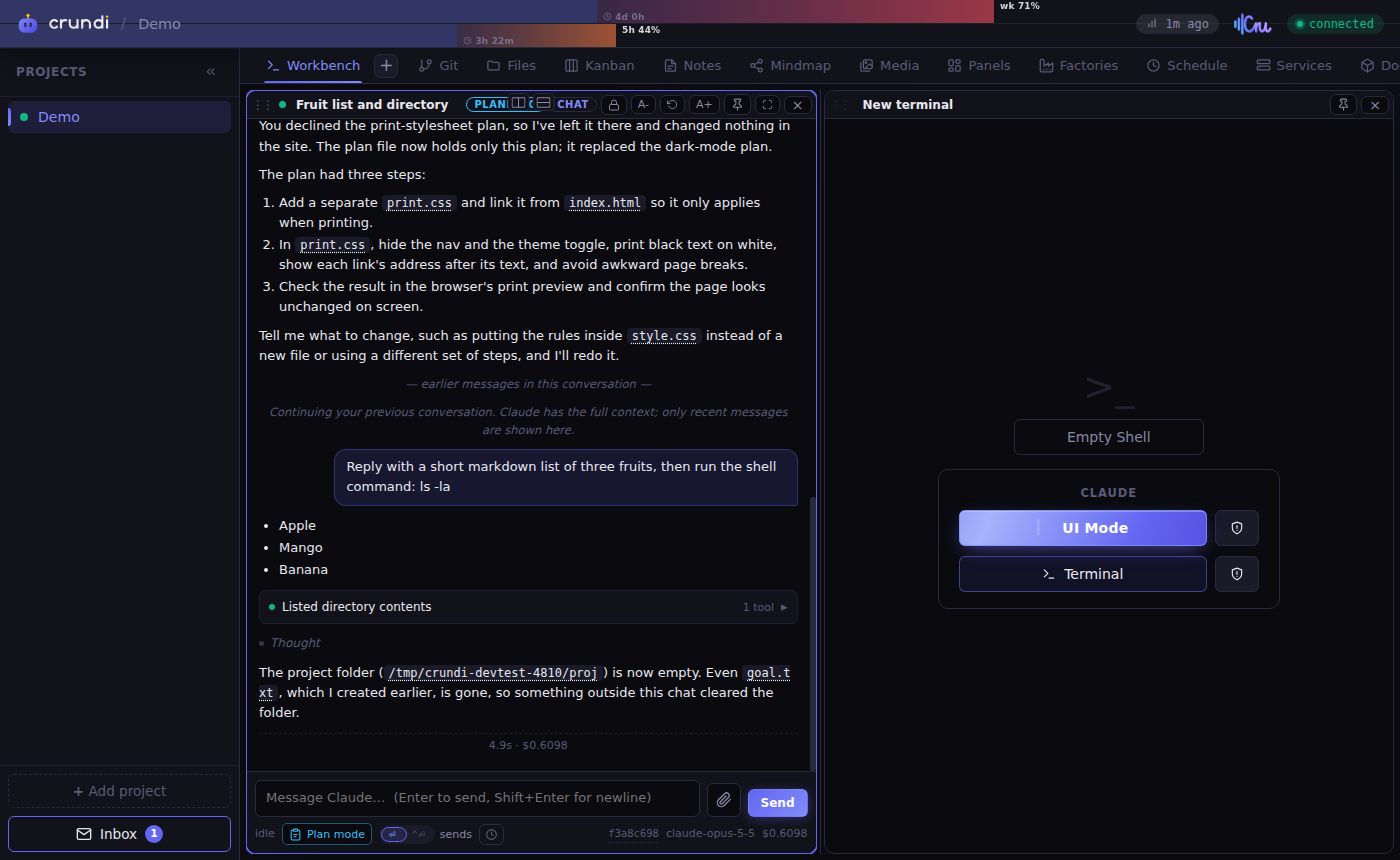 crundi / Demo
4d 0h
wk 71%
3h 22m
5h 44%
1m ago
Cru
connected
PROJECTS
«
Workbench
+
Git
Files
Kanban
Notes
Mindmap
Media
Panels
Factories
Schedule
Services
Demo
Fruit list and directory
CHAT
A-
A+
New terminal
You declined the print-stylesheet plan, so I've left it there and changed nothing in
the site. The plan file now holds only this plan; it replaced the dark-mode plan.
The plan had three steps:
1. Add a separate print.css and link it from index.html so it only applies
when printing.
2. In print.css, hide the nav and the theme toggle, print black text on white,
show each link's address after its text, and avoid awkward page breaks.
3. Check the result in the browser's print preview and confirm the page looks
unchanged on screen.
Tell me what to change, such as putting the rules inside style.css instead of a
new file or using a different set of steps, and I'll redo it.
— earlier messages in this conversation —
Continuing your previous conversation. Claude has the full context; only recent messages
are shown here.
Reply with a short markdown list of three fruits, then run the shell
command: ls -la
• Apple
• Mango
• Banana
Listed directory contents
1 tool
Thought
The project folder (/tmp/crundi-devtest-4810/proj) is now empty. Even goal.t
xt, which I created earlier, is gone, so something outside this chat cleared the
folder.
4.9s · $0.6098
Message Claude… (Enter to send, Shift+Enter for newline)
Send
idle
Plan mode
sends
f3a8c698
claude-opus-5-5
$0.6098
>_
Empty Shell
CLAUDE
UI Mode
Terminal
+ Add project
Inbox 1